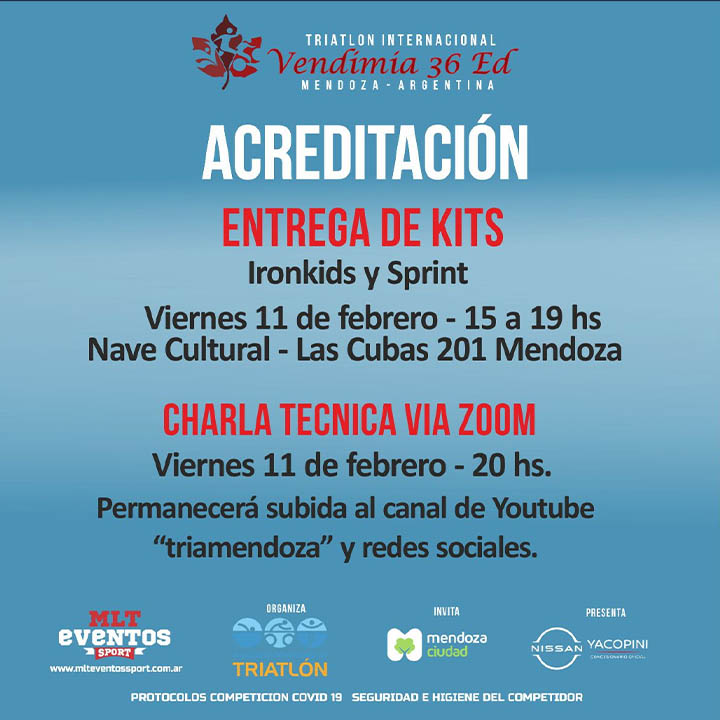 TRIATLON INTERNACIONAL
Vendimia 36 Ed
MENDOZA - ARGENTINA
ACREDITACIÓN
ENTREGA DE KITS
Ironkids y Sprint
Viernes 11 de febrero - 15 a 19 hs
Nave Cultural - Las Cubas 201 Mendoza
CHARLA TECNICA VIA ZOOM
Viernes 11 de febrero - 20 hs.
Permanecerá subida al canal de Youtube
“triamendoza” y redes sociales.
MLT
eventos
SPORT
www.mlteventossport.com.ar
ORGANIZA
TRIATLÓN
INVITA
mendoza
ciudad
PRESENTA
NISSAN YACOPINI
CONCESIONARIO OFICIAL
PROTOCOLOS COMPETICION COVID 19 SEGURIDAD E HIGIENE DEL COMPETIDOR